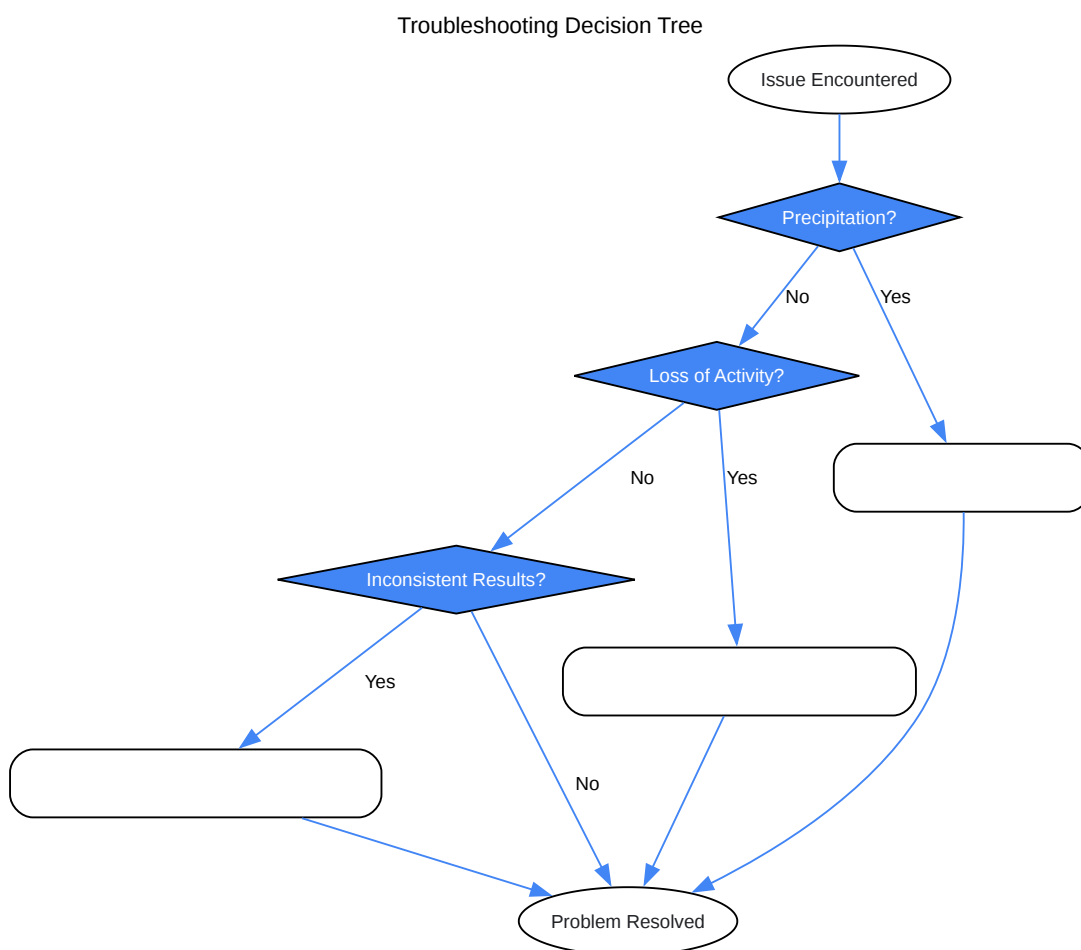 Troubleshooting Decision Tree
Issue Encountered
Precipitation?
No
Yes
Loss of Activity?
No
Yes
Inconsistent Results?
Yes
No
Problem Resolved